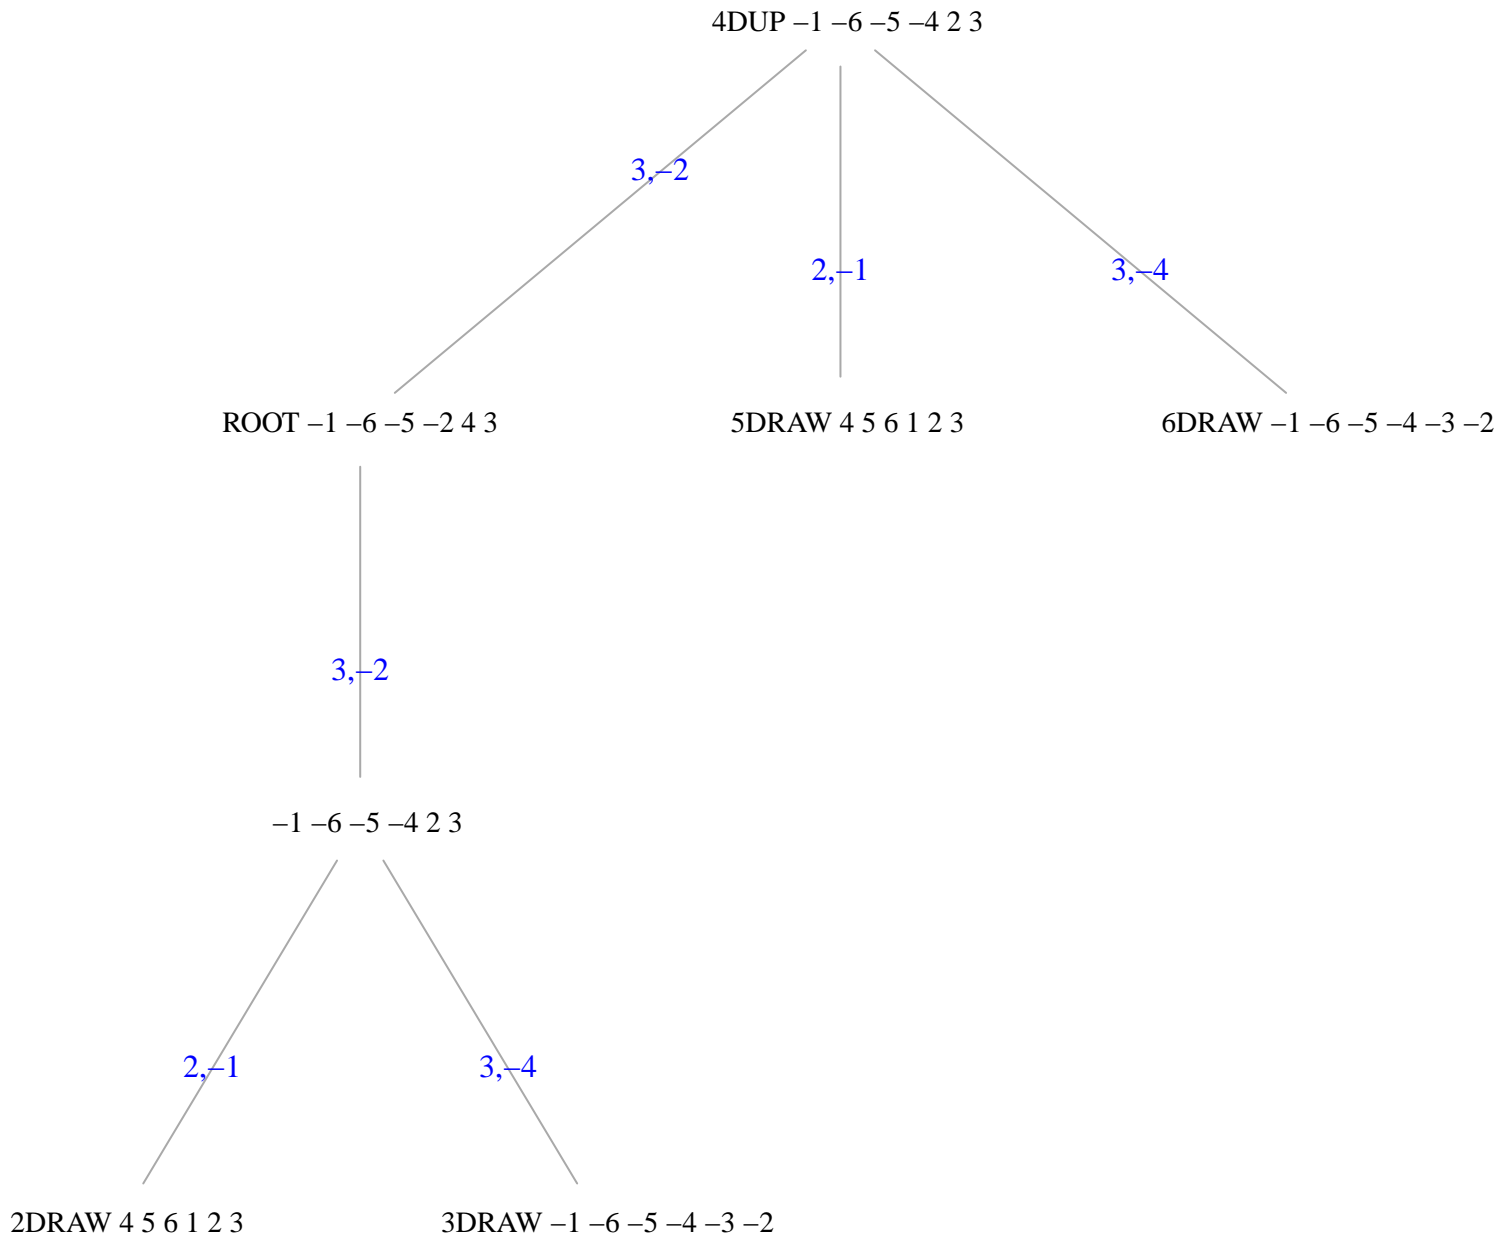 4DUP –1 –6 –5 –4 2 3
3,–2
2,–1
3,–4
ROOT –1 –6 –5 –2 4 3
5DRAW 4 5 6 1 2 3
6DRAW –1 –6 –5 –4 –3 –2
3,–2
–1 –6 –5 –4 2 3
2,–1
3,–4
2DRAW 4 5 6 1 2 3
3DRAW –1 –6 –5 –4 –3 –2